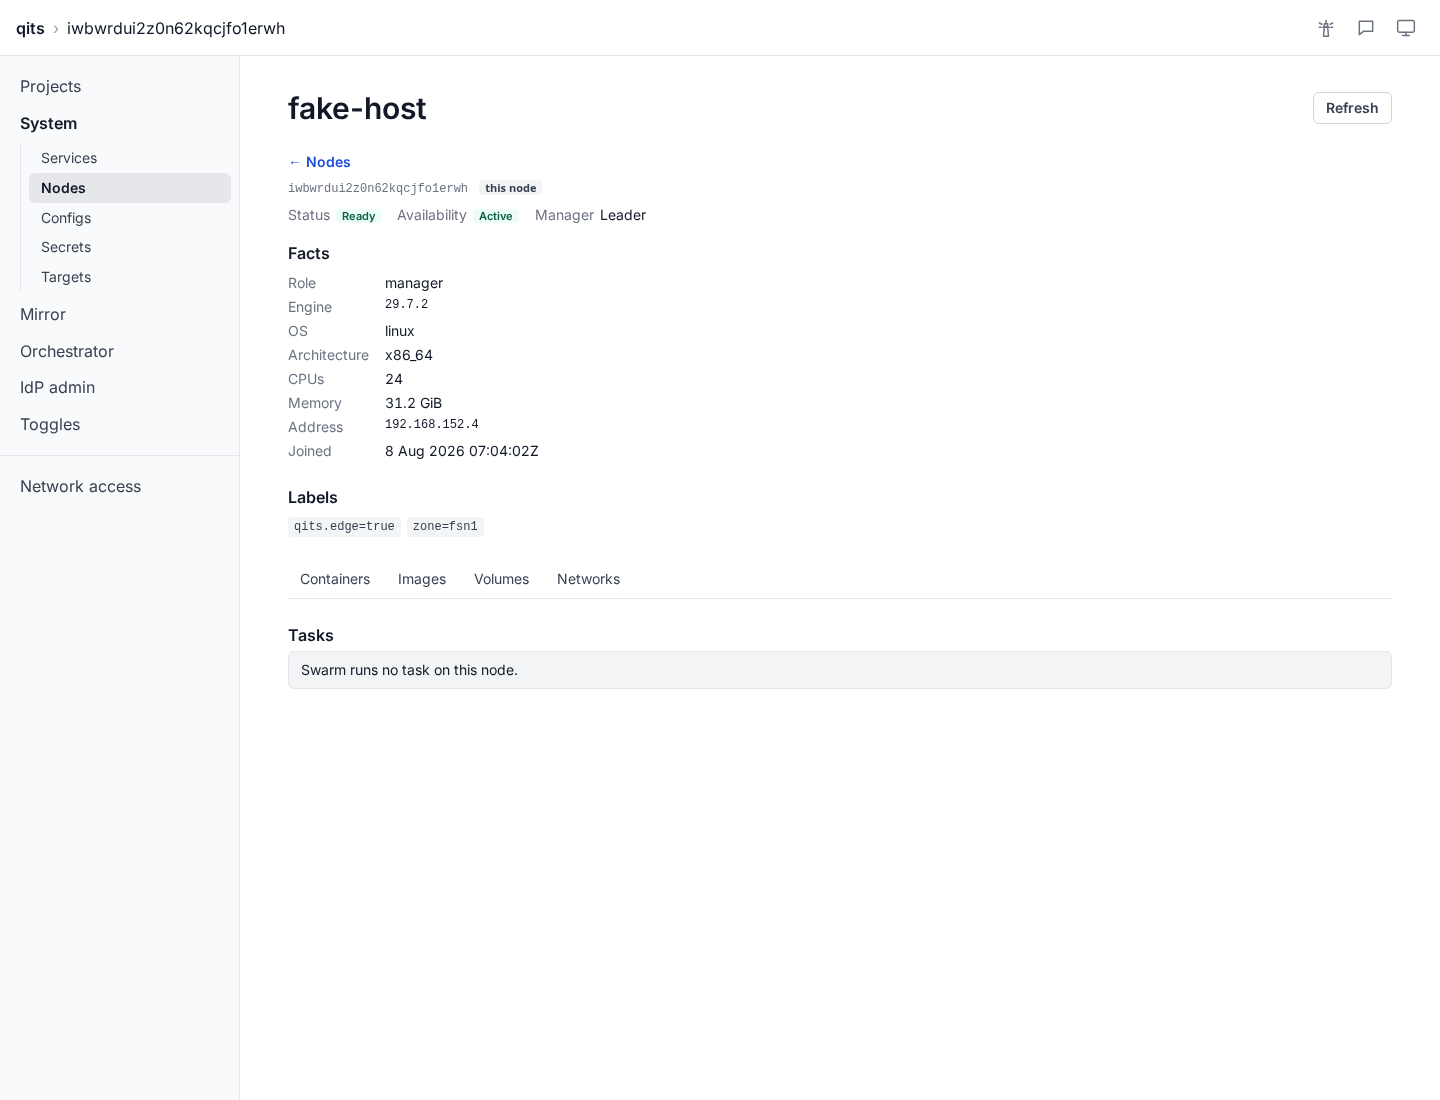 qits › iwbwrdui2z0n62kqcjfo1erwh
Projects
System
Services
Nodes
Configs
Secrets
Targets
Mirror
Orchestrator
IdP admin
Toggles
Network access
fake-host
Refresh
← Nodes
iwbwrdui2z0n62kqcjfo1erwh this node
Status Ready Availability Active Manager Leader
Facts
Role manager
Engine 29.7.2
OS linux
Architecture x86_64
CPUs 24
Memory 31.2 GiB
Address 192.168.152.4
Joined 8 Aug 2026 07:04:02Z
Labels
qits.edge=true zone=fsn1
Containers Images Volumes Networks
Tasks
Swarm runs no task on this node.